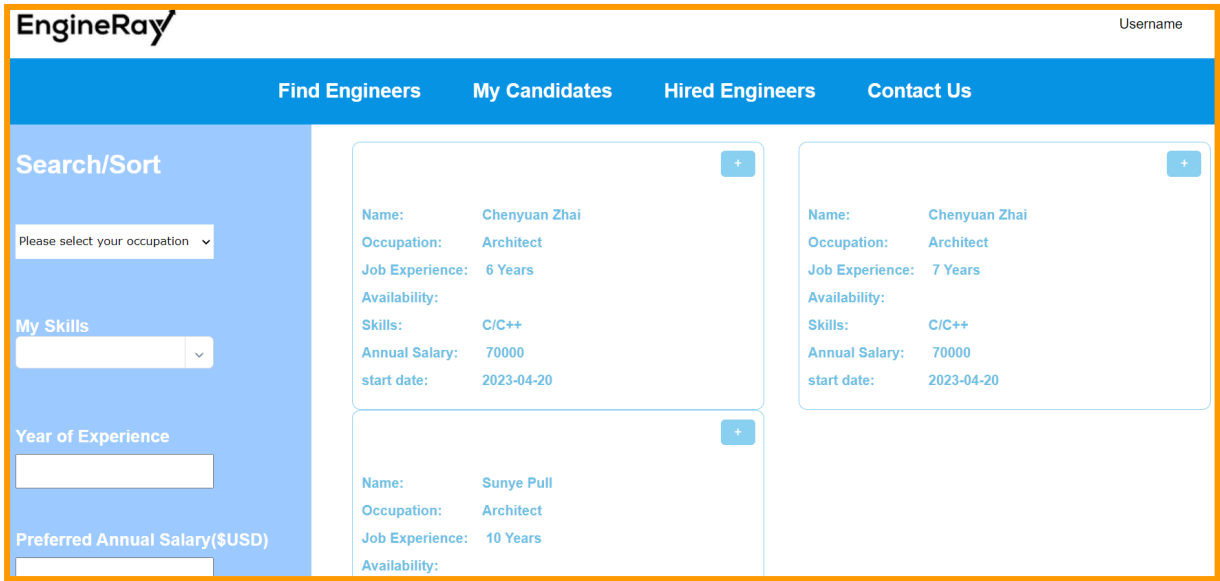 EngineRay
Username
Find Engineers My Candidates Hired Engineers Contact Us
Search/Sort
Please select your occupation
My Skills
Year of Experience
Preferred Annual Salary($USD)
+
Name: Chenyuan Zhai
Occupation: Architect
Job Experience: 6 Years
Availability:
Skills: C/C++
Annual Salary: 70000
start date: 2023-04-20
+
Name: Chenyuan Zhai
Occupation: Architect
Job Experience: 7 Years
Availability:
Skills: C/C++
Annual Salary: 70000
start date: 2023-04-20
+
Name: Sunye Pull
Occupation: Architect
Job Experience: 10 Years
Availability: